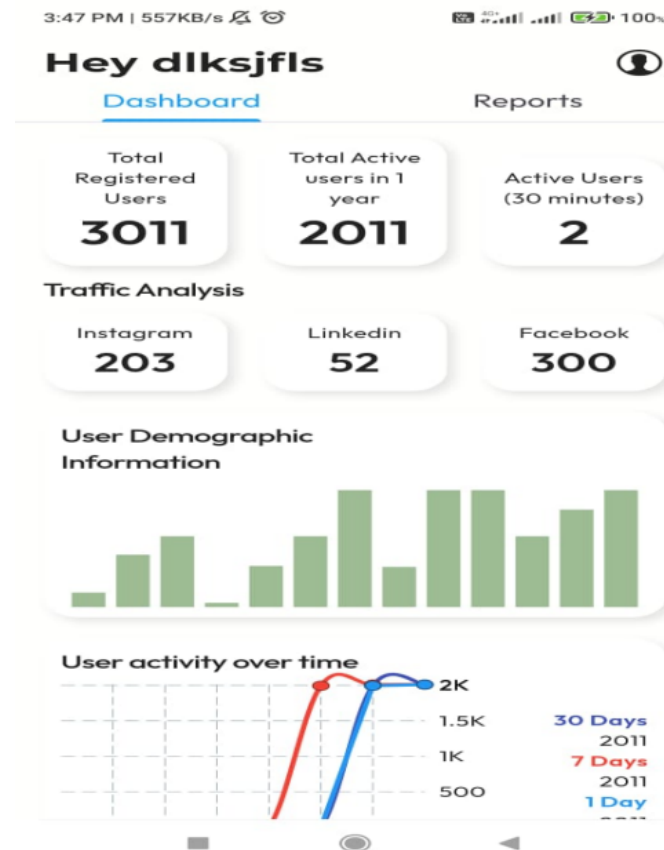 3:47 PM | 557KB/s
4G+ 100%
Hey dlksjfls
Dashboard Reports
Total Registered Users
3011
Total Active users in 1 year
2011
Active Users (30 minutes)
2
Traffic Analysis
Instagram
203
Linkedin
52
Facebook
300
User Demographic
Information
User activity over time
2K
1.5K
1K
500
30 Days
2011
7 Days
2011
1 Day